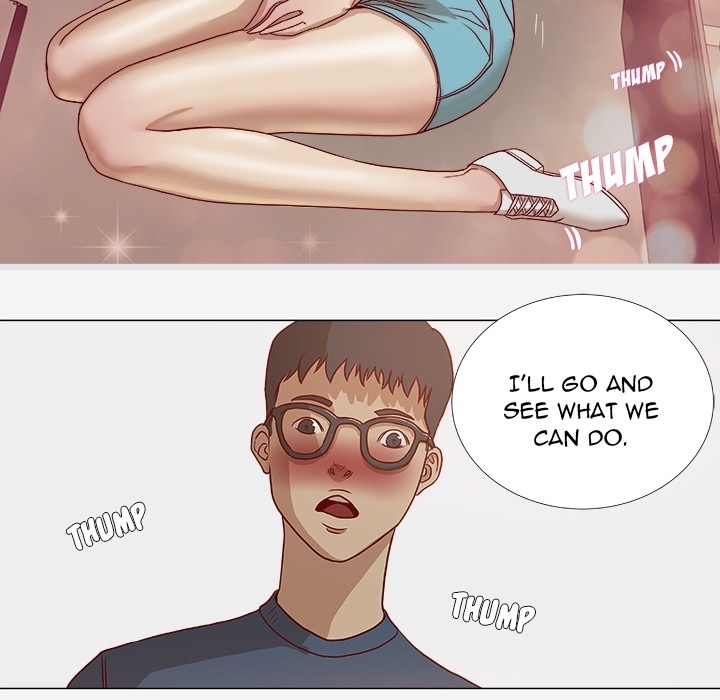 THUMP
THUMP
I'LL GO AND
SEE WHAT WE
CAN DO.
THUMP
THUMP